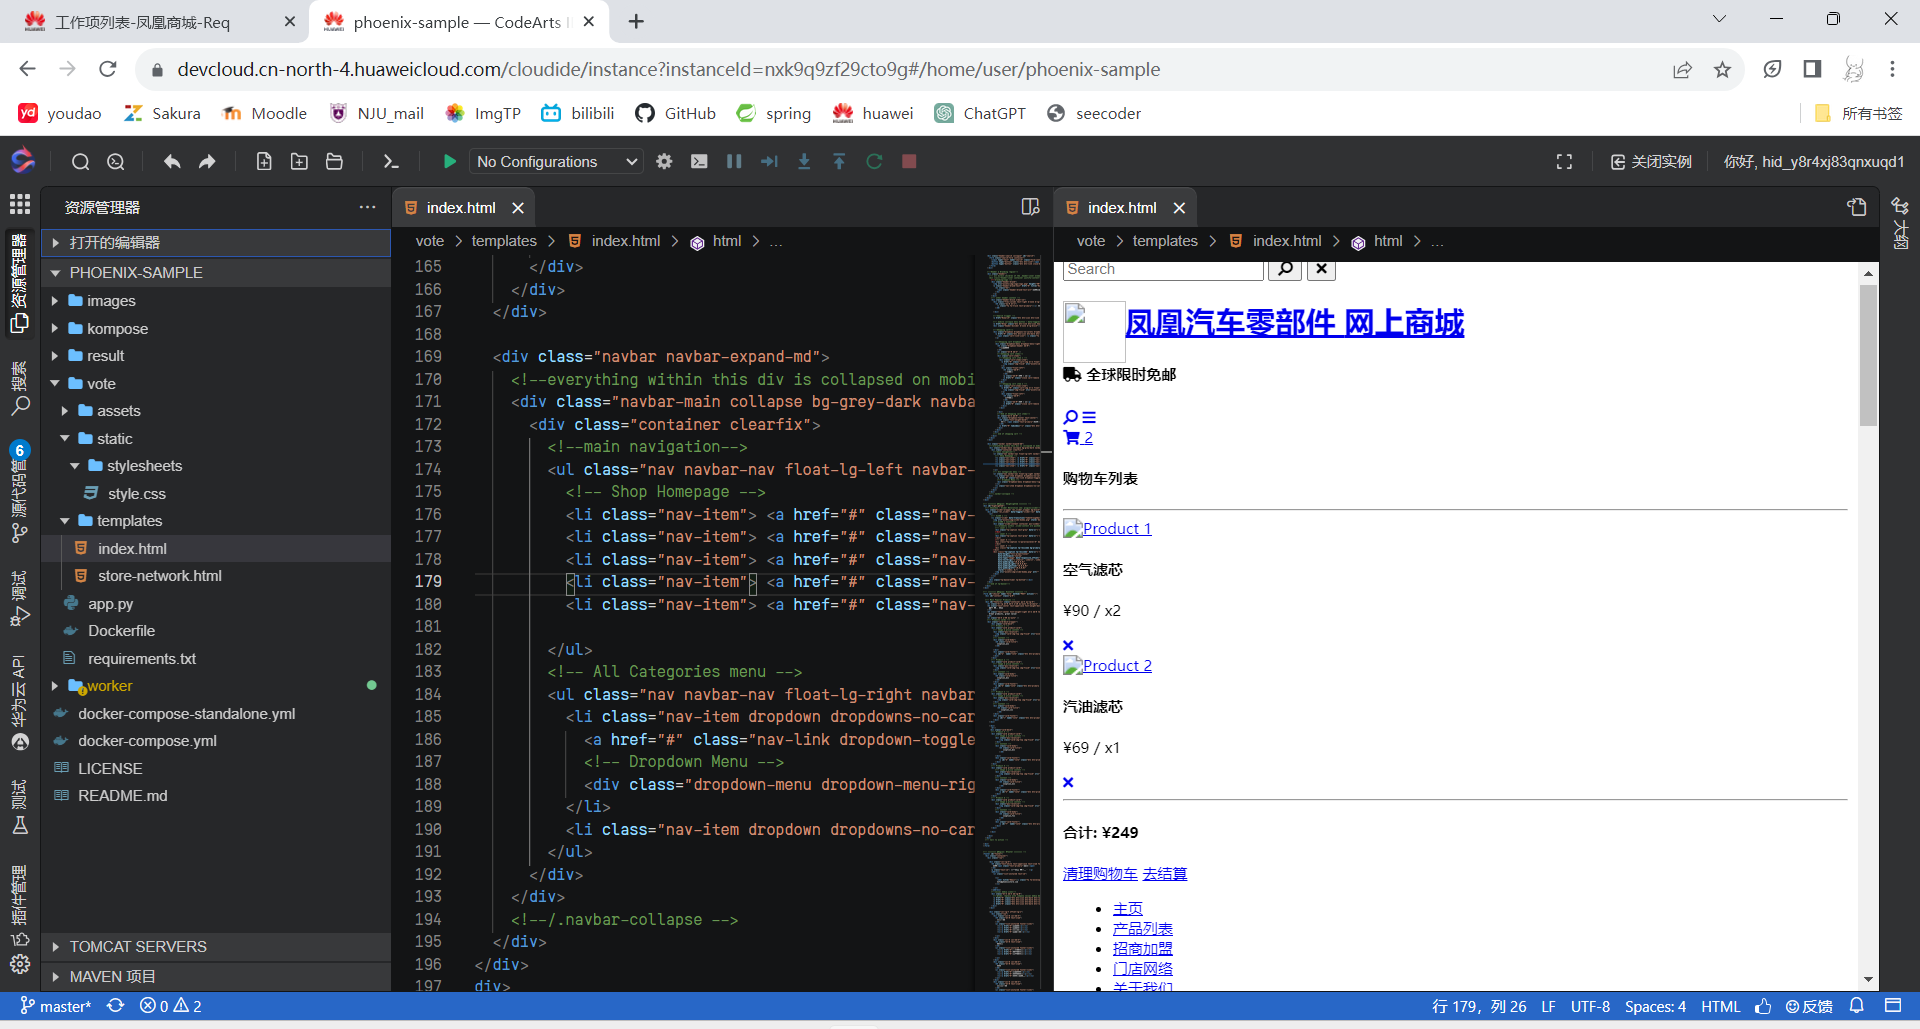 工作项列表-凤凰商城-Req
phoenix-sample — CodeArts I
devcloud.cn-north-4.huaweicloud.com/cloudide/instance?instanceId=nxk9q9zf29cto9g#/home/user/phoenix-sample
youdao
Sakura
Moodle
NJU_mail
ImgTP
bilibili
GitHub
spring
huawei
ChatGPT
seecoder
所有书签
No Configurations
关闭实例
你好, hid_y8r4xj83qnxuqd1
资源管理器
搜索
6
源代码管
调试
华为云 API
测试
插件管理
资源管理器
打开的编辑器
PHOENIX-SAMPLE
images
kompose
result
vote
assets
static
stylesheets
style.css
templates
index.html
store-network.html
app.py
Dockerfile
requirements.txt
worker
docker-compose-standalone.yml
docker-compose.yml
LICENSE
README.md
TOMCAT SERVERS
MAVEN 项目
index.html
vote > templates > index.html > html > ...
165 </div>
166 </div>
167 </div>
168
169 <div class="navbar navbar-expand-md">
170 <!--everything within this div is collapsed on mobi
171 <div class="navbar-main collapse bg-grey-dark navba
172 <div class="container clearfix">
173 <!--main navigation-->
174 <ul class="nav navbar-nav float-lg-left navbar-
175 <!-- Shop Homepage -->
176 <li class="nav-item"> <a href="#" class="nav-
177 <li class="nav-item"> <a href="#" class="nav-
178 <li class="nav-item"> <a href="#" class="nav-
179 <li class="nav-item"> <a href="#" class="nav-
180 <li class="nav-item"> <a href="#" class="nav-
181
182 </ul>
183 <!-- All Categories menu -->
184 <ul class="nav navbar-nav float-lg-right navbar
185 <li class="nav-item dropdown dropdowns-no-car
186 <a href="#" class="nav-link dropdown-toggle
187 <!-- Dropdown Menu -->
188 <div class="dropdown-menu dropdown-menu-rig
189 </li>
190 <li class="nav-item dropdown dropdowns-no-car
191 </ul>
192 </div>
193 </div>
194 <!--/.navbar-collapse -->
195 </div>
196 </div>
197 div>
index.html
vote > templates > index.html > html > ...
Search
凤凰汽车零部件 网上商城
全球限时免邮
2
购物车列表
Product 1
空气滤芯
¥90 / x2
Product 2
汽油滤芯
¥69 / x1
合计: ¥249
清理购物车 去结算
主页
产品列表
招商加盟
门店网络
关于我们
大纲
master*
0
2
行 179，列 26
LF
UTF-8
Spaces: 4
HTML
反馈